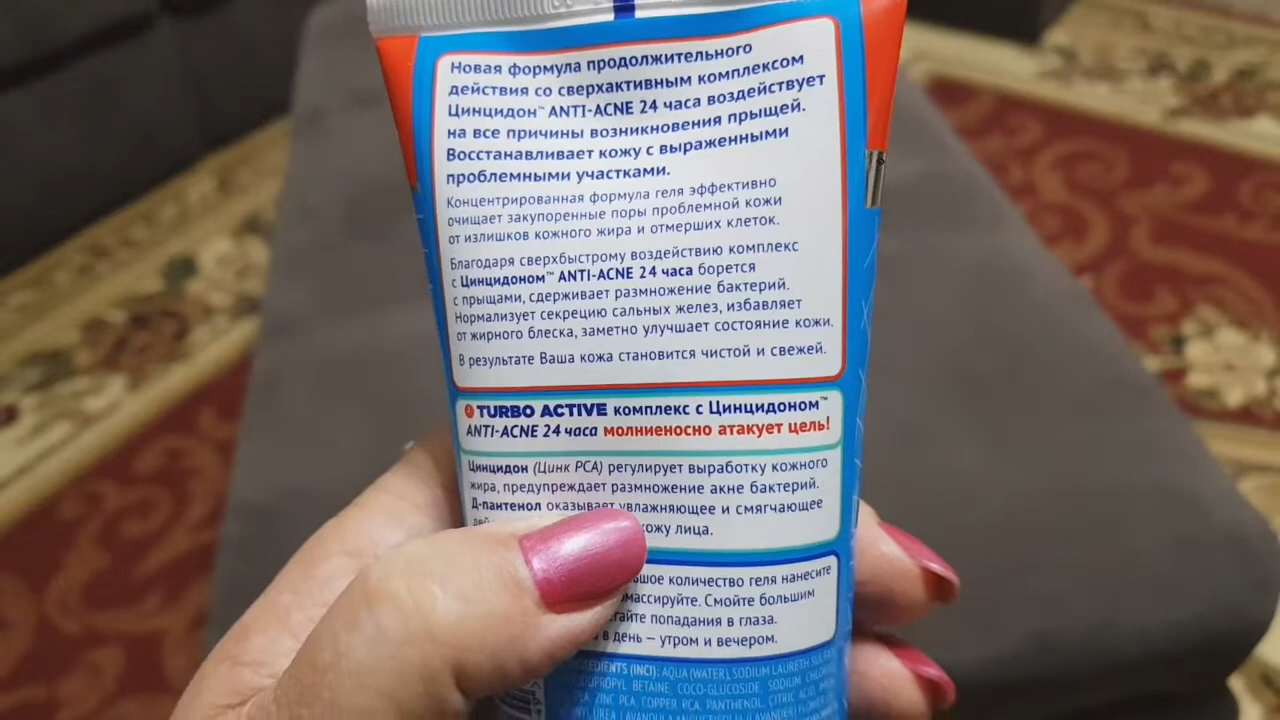 Новая формула продолжительного
действия со сверхактивным комплексом
Цинцидон™ ANTI-ACNE 24 часа воздействует
на все причины возникновения прыщей.
Восстанавливает кожу с выраженными
проблемными участками.
Концентрированная формула геля эффективно
очищает закупоренные поры проблемной кожи
от излишков кожного жира и отмерших клеток.
Благодаря сверхбыстрому воздействию комплекс
с Цинцидоном™ ANTI-ACNE 24 часа борется
с прыщами, сдерживает размножение бактерий.
Нормализует секрецию сальных желез, избавляет
от жирного блеска, заметно улучшает состояние кожи.
В результате Ваша кожа становится чистой и свежей.
TURBO ACTIVE комплекс с Цинцидоном™
ANTI-ACNE 24 часа молниеносно атакует цель!
Цинцидон (Цинк PCA) регулирует выработку кожного
жира, предупреждает размножение акне бактерий.
Д-пантенол оказывает увлажняющее и смягчающее
кожу лица.
количество геля нанесите
Смойте большим
попадания в глаза.
в день – утром и вечером.
INGREDIENTS (INCI): AQUA (WATER), SODIUM LAURETH
BETAINE, COCO-GLUCOSIDE, SODIUM
ZINC PCA, COPPER PCA, PANTHENOL, CITRIC ACID,
UREA, LAVANDULA